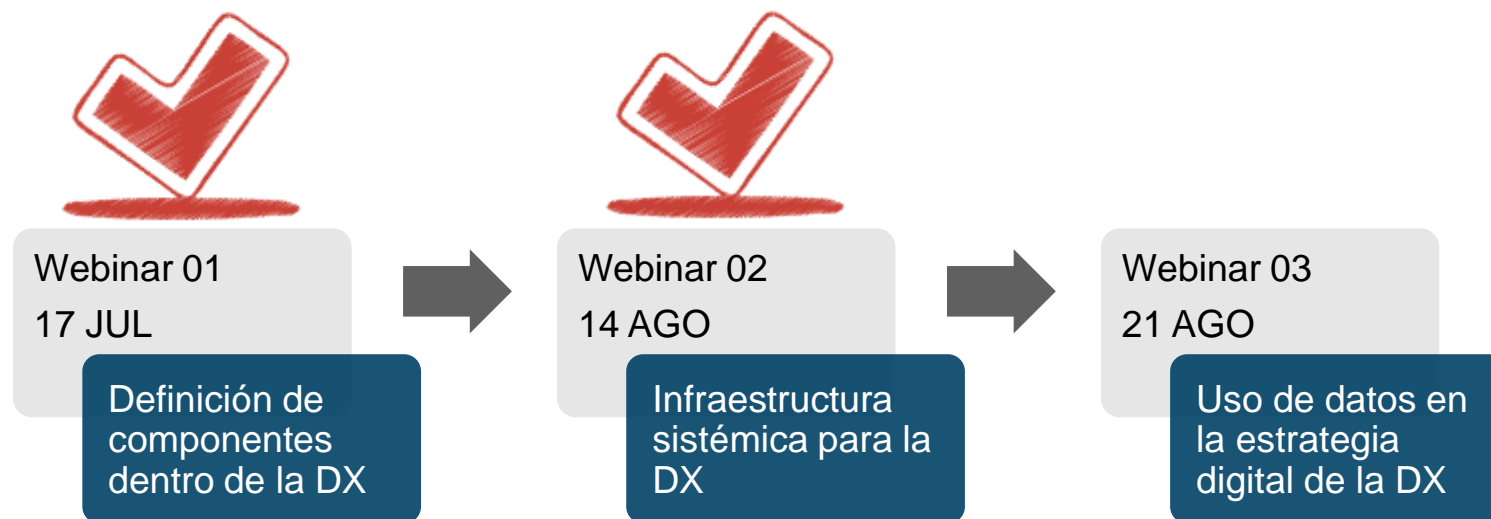 Webinar 01
17 JUL
Definición de
componentes
dentro de la DX
Webinar 02
14 AGO
Infraestructura
sistémica para la
DX
Webinar 03
21 AGO
Uso de datos en
la estrategia
digital de la DX